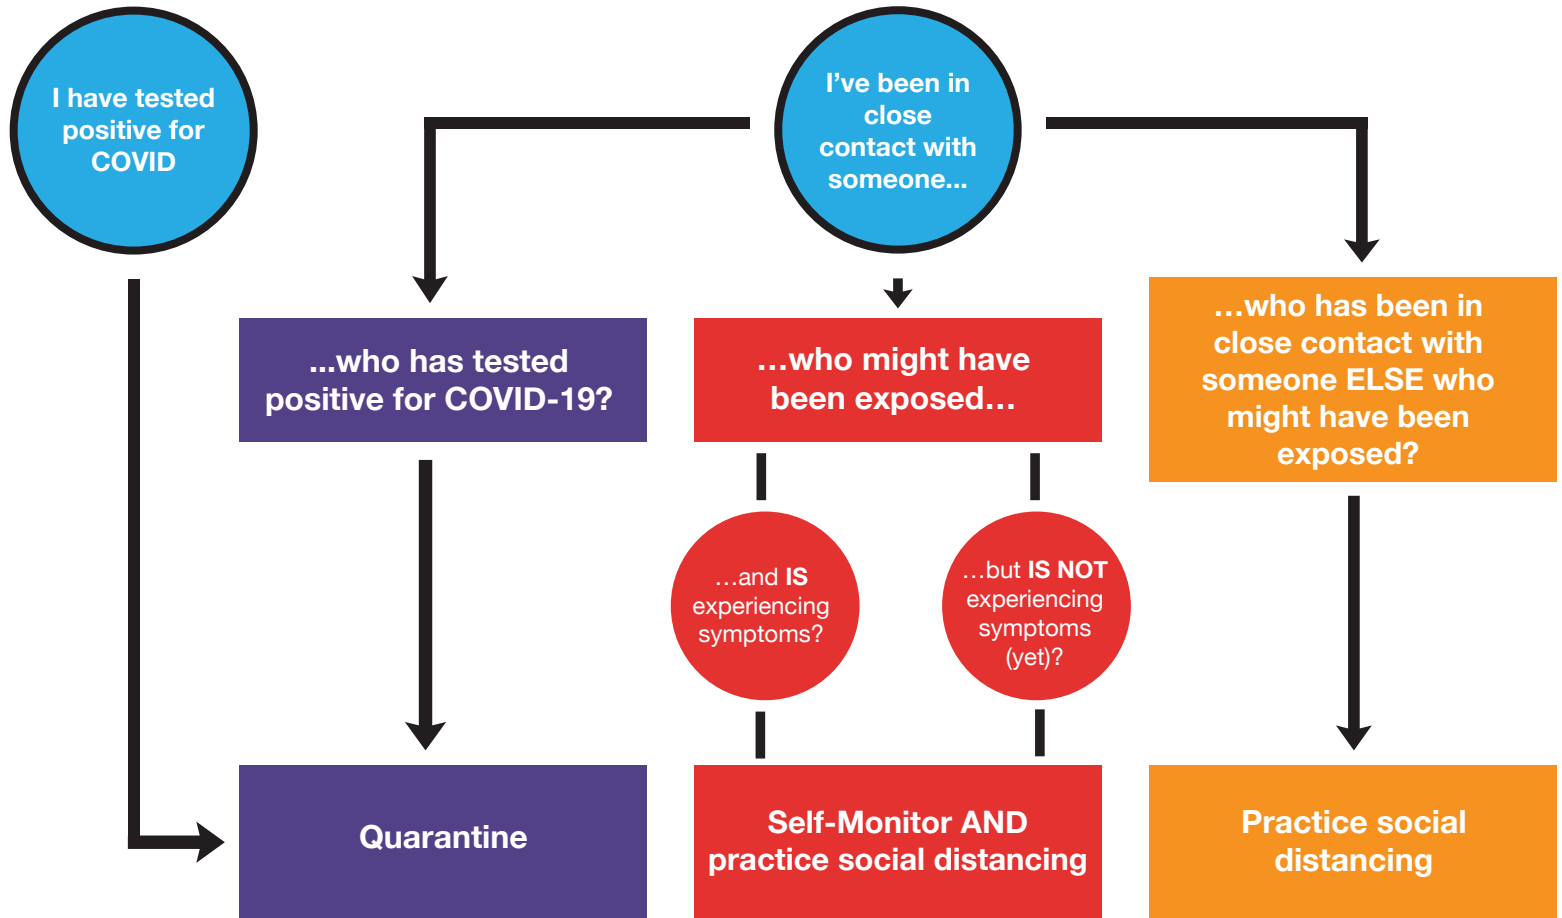 I have tested
positive for
COVID
I’ve been in
close
contact with
someone...
...who has tested
positive for COVID-19?
…who might have
been exposed…
…who has been in
close contact with
someone ELSE who
might have been
exposed?
…and IS
experiencing
symptoms?
…but IS NOT
experiencing
symptoms
(yet)?
Quarantine
Self-Monitor AND
practice social distancing
Practice social
distancing